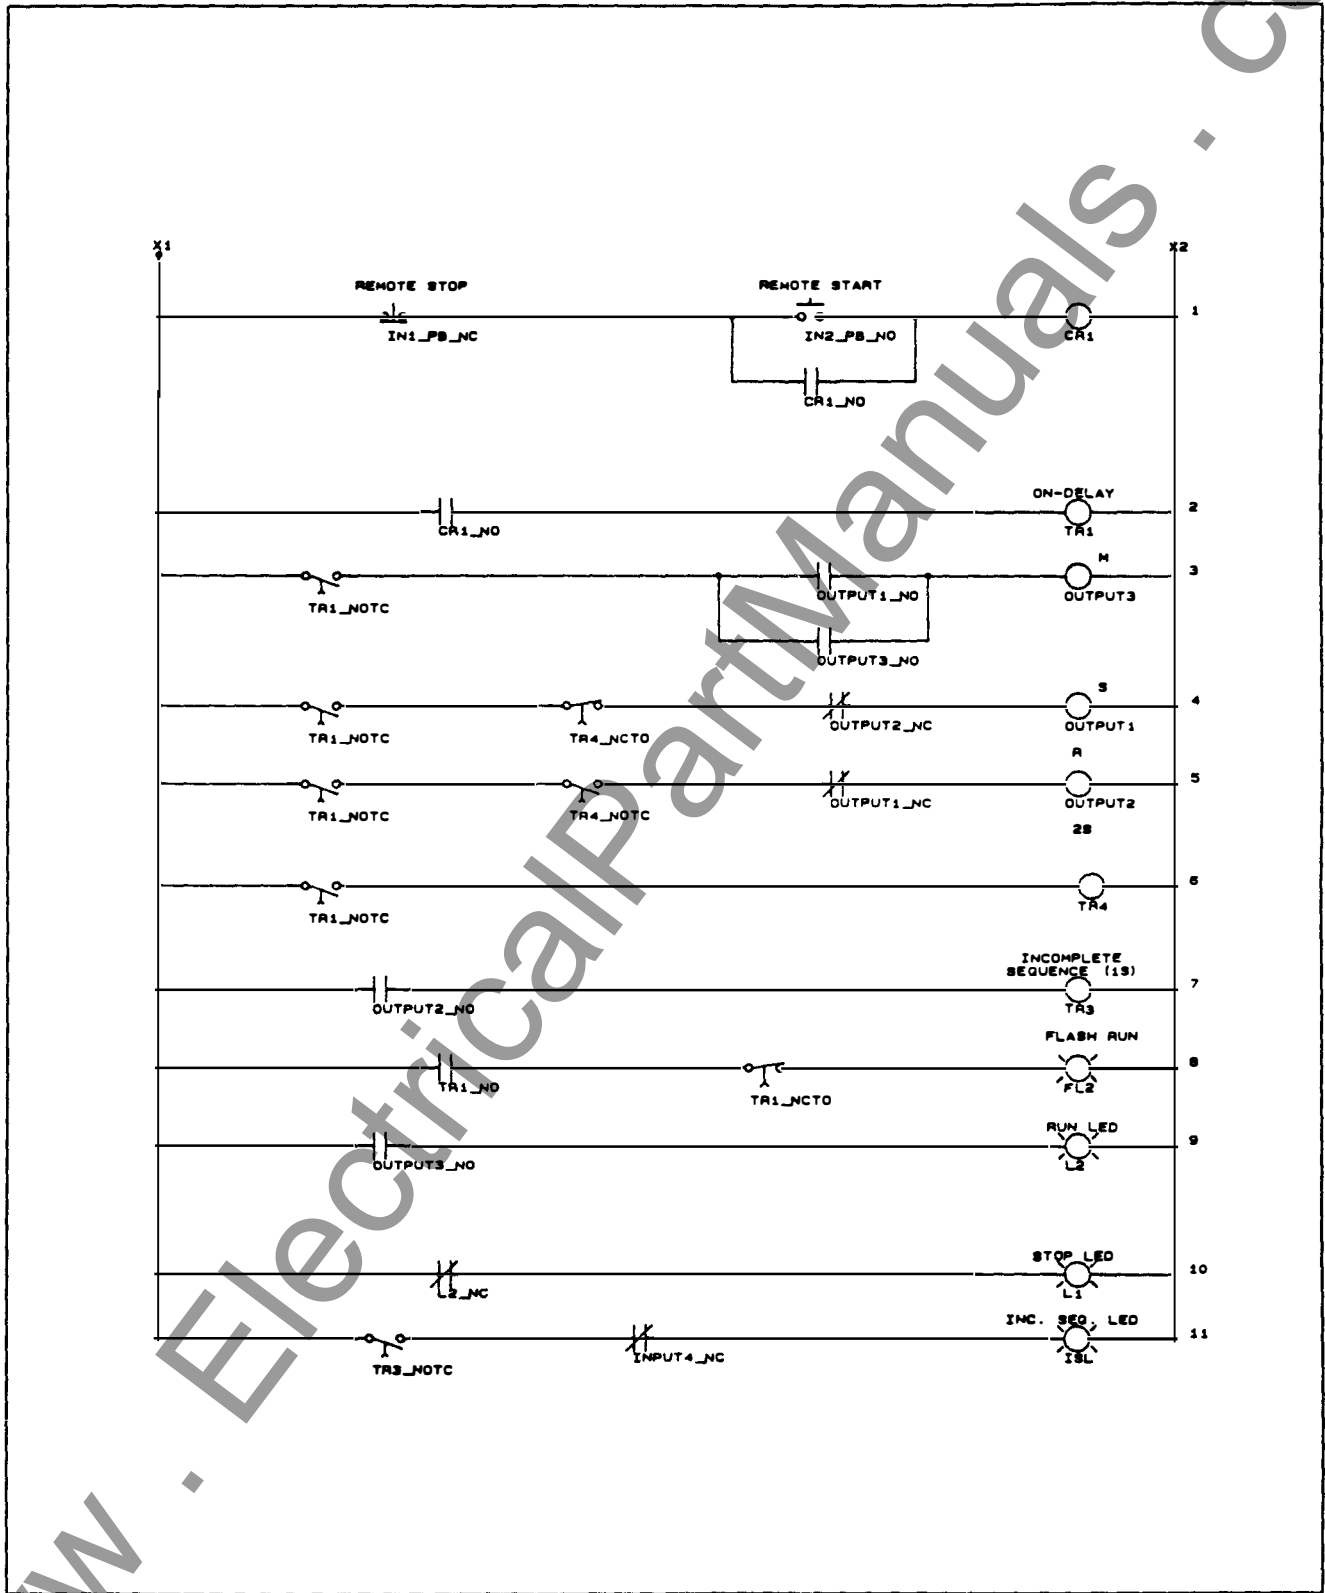 X1
X2
REMOTE STOP
REMOTE START
1
IN1_PB_NC
IN2_PB_NO
CR1
CR1_NO
ON-DELAY
2
CR1_NO
TR1
M
3
TR1_NOTC
OUTPUT1_NO
OUTPUT3
OUTPUT3_NO
S
4
TR1_NOTC
TR4_NCTO
OUTPUT2_NC
OUTPUT1
R
5
TR1_NOTC
TR4_NOTC
OUTPUT1_NC
OUTPUT2
2S
6
TR1_NOTC
TR4
INCOMPLETE
SEQUENCE (1S)
7
OUTPUT2_NO
TR3
FLASH RUN
8
TR1_NO
TR1_NCTO
FL2
RUN LED
9
OUTPUT3_NO
L2
STOP LED
10
L2_NC
L1
INC. SEQ. LED
11
TR3_NOTC
INPUT4_NC
ISL
w . ElectricalPartManuals . co